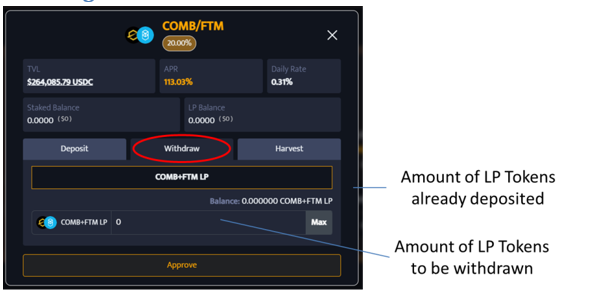 COMB/FTM
20.00%
TVL
$264,085.79 USDC
APR
113.03%
Daily Rate
0.31%
Staked Balance
0.0000 ($0)
LP Balance
0.0000 ($0)
Deposit
Withdraw
Harvest
COMB+FTM LP
Balance: 0.000000 COMB+FTM LP
COMB+FTM LP 0
Max
Approve
Amount of LP Tokens
already deposited
Amount of LP Tokens
to be withdrawn